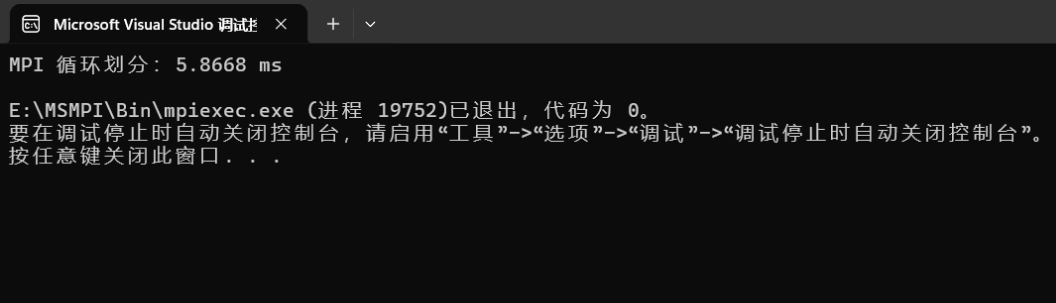 Microsoft Visual Studio 调试控
MPI 循环划分: 5.8668 ms
E:\MSMPI\Bin\mpiexec.exe (进程 19752)已退出，代码为 0。
要在调试停止时自动关闭控制台，请启用“工具”->“选项”->“调试”->“调试停止时自动关闭控制台”。
按任意键关闭此窗口. . .